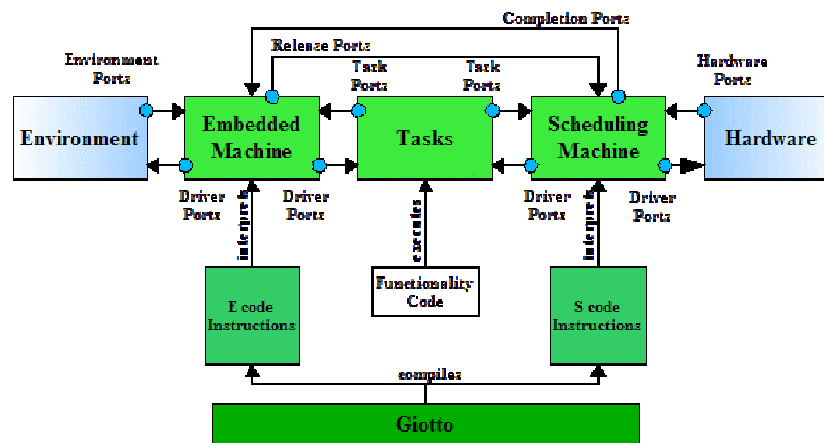 Completion Ports
Release Ports
Environment
Ports
Task
Ports
Task
Ports
Hardware
Ports
Environment
Embedded
Machine
Tasks
Scheduling
Machine
Hardware
Driver
Ports
Driver
Ports
Driver
Ports
Driver
Ports
interprets
executes
interprets
E code
Instructions
Functionality
Code
S code
Instructions
compiles
Giotto